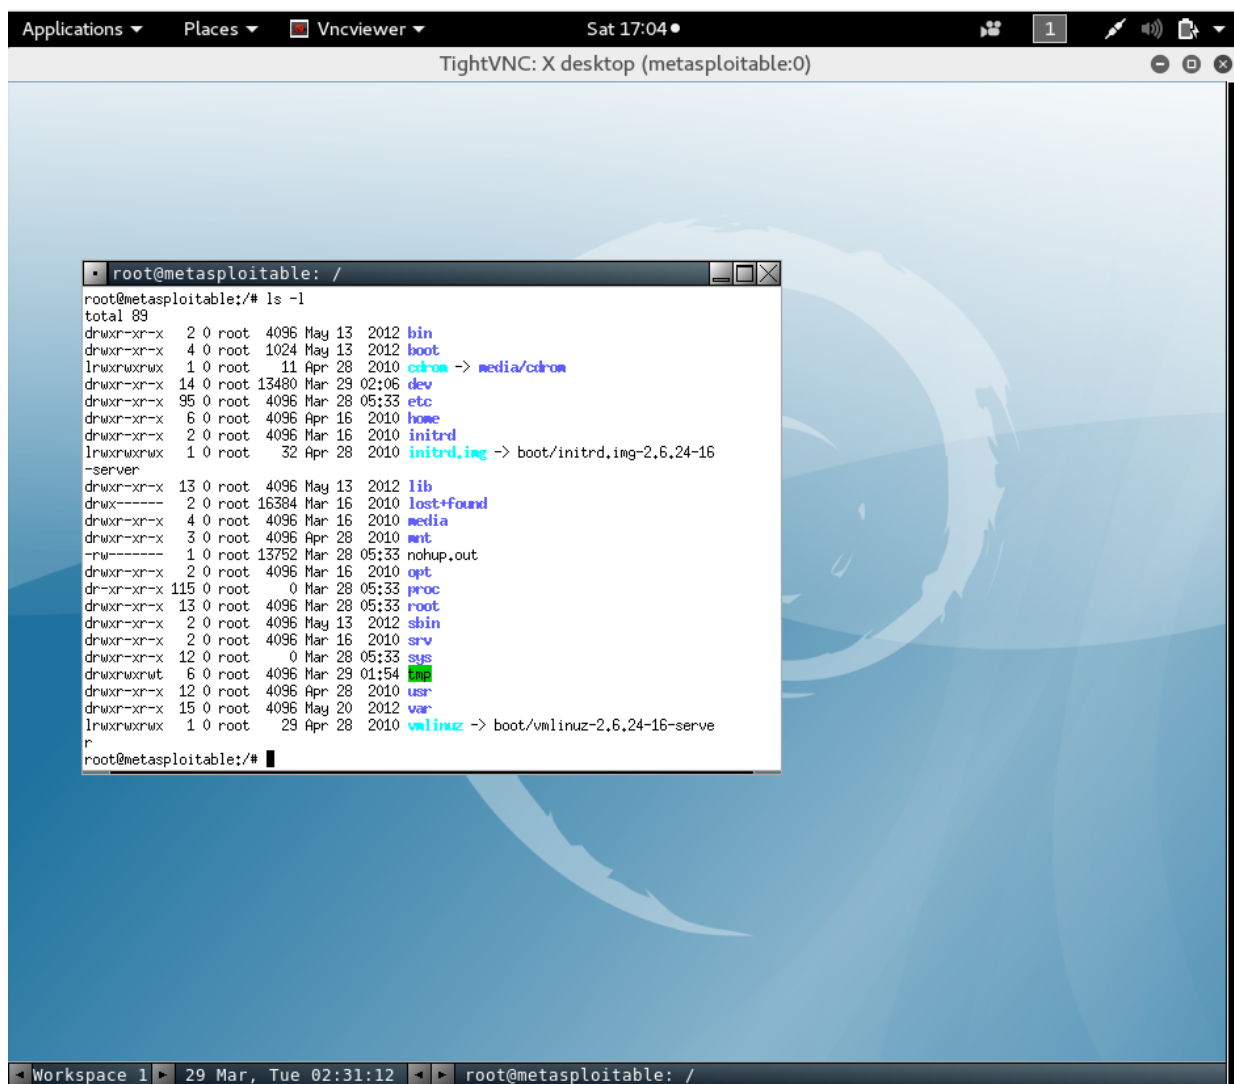 Applications Places Vncviewer Sat 17:04 1
TightVNC: X desktop (metasploitable:0)
root@metasploitable: /
root@metasploitable:/# ls -l
total 89
drwxr-xr-x 2 0 root 4096 May 13 2012 bin
drwxr-xr-x 4 0 root 1024 May 13 2012 boot
lrwxrwxrwx 1 0 root 11 Apr 28 2010 cdrom -> media/cdrom
drwxr-xr-x 14 0 root 13480 Mar 29 02:06 dev
drwxr-xr-x 95 0 root 4096 Mar 28 05:33 etc
drwxr-xr-x 6 0 root 4096 Apr 16 2010 home
drwxr-xr-x 2 0 root 4096 Mar 16 2010 initrd
lrwxrwxrwx 1 0 root 32 Apr 28 2010 initrd.img -> boot/initrd.img-2.6.24-16
-server
drwxr-xr-x 13 0 root 4096 May 13 2012 lib
drwx------ 2 0 root 16384 Mar 16 2010 lost+found
drwxr-xr-x 4 0 root 4096 Mar 16 2010 media
drwxr-xr-x 3 0 root 4096 Apr 28 2010 mnt
-rw------- 1 0 root 13752 Mar 28 05:33 nohup.out
drwxr-xr-x 2 0 root 4096 Mar 16 2010 opt
dr-xr-xr-x 115 0 root 0 Mar 28 05:33 proc
drwxr-xr-x 13 0 root 4096 Mar 28 05:33 root
drwxr-xr-x 2 0 root 4096 May 13 2012 sbin
drwxr-xr-x 2 0 root 4096 Mar 16 2010 srv
drwxr-xr-x 12 0 root 0 Mar 28 05:33 sys
drwxrwxrwt 6 0 root 4096 Mar 29 01:54 tmp
drwxr-xr-x 12 0 root 4096 Apr 28 2010 usr
drwxr-xr-x 15 0 root 4096 May 20 2012 var
lrwxrwxrwx 1 0 root 29 Apr 28 2010 vmlinuz -> boot/vmlinuz-2.6.24-16-serve
r
root@metasploitable:/#
Workspace 1 29 Mar, Tue 02:31:12 root@metasploitable: /